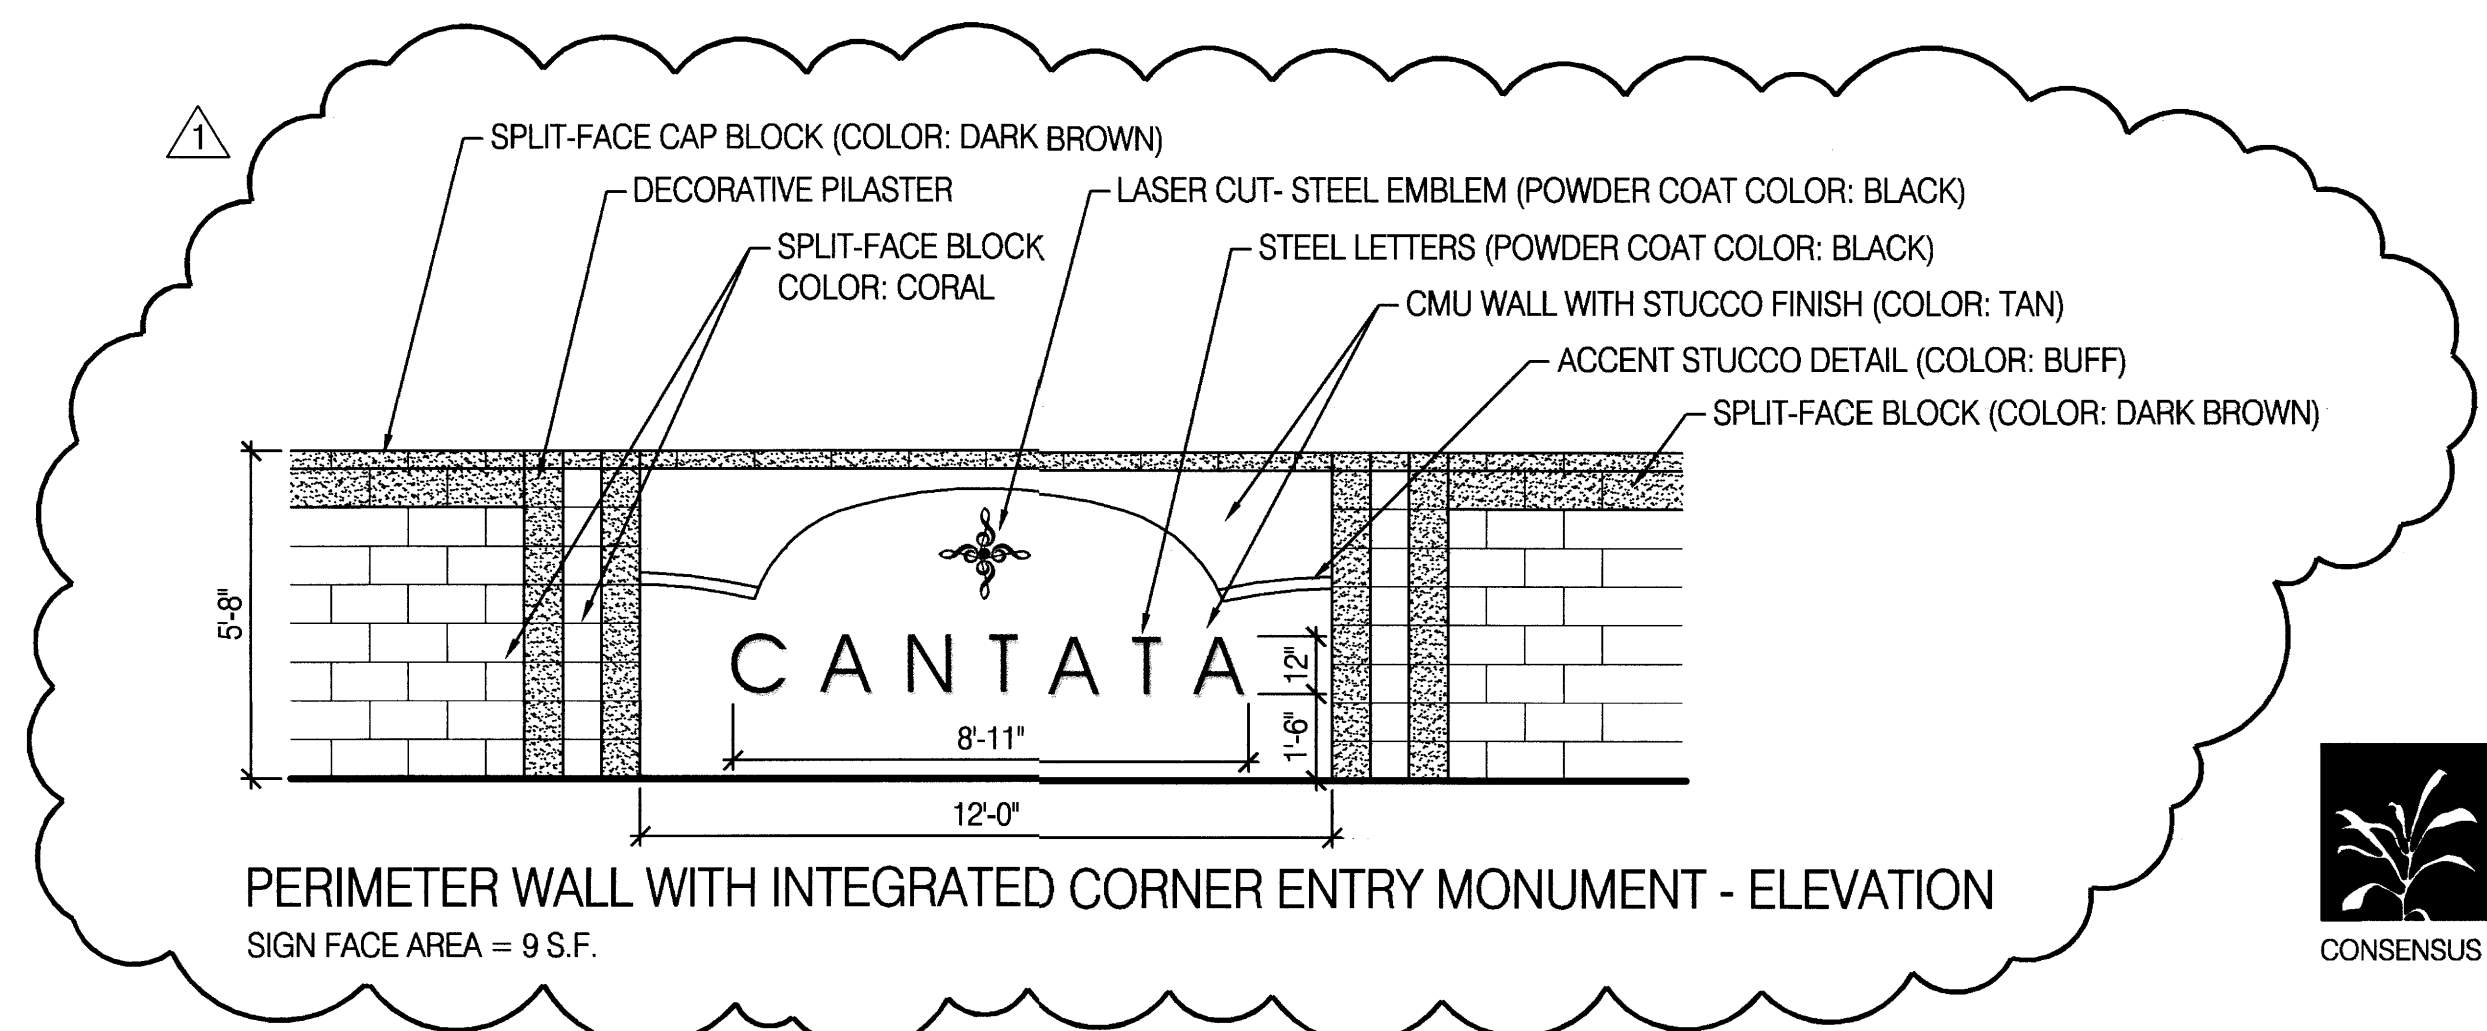 1
SPLIT-FACE CAP BLOCK (COLOR: DARK BROWN)
DECORATIVE PILASTER
LASER CUT- STEEL EMBLEM (POWDER COAT COLOR: BLACK)
SPLIT-FACE BLOCK
COLOR: CORAL
STEEL LETTERS (POWDER COAT COLOR: BLACK)
CMU WALL WITH STUCCO FINISH (COLOR: TAN)
ACCENT STUCCO DETAIL (COLOR: BUFF)
SPLIT-FACE BLOCK (COLOR: DARK BROWN)
5'-8"
CANTATA
12"
1'-6"
8'-11"
12'-0"
PERIMETER WALL WITH INTEGRATED CORNER ENTRY MONUMENT - ELEVATION
SIGN FACE AREA = 9 S.F.
CONSENSUS